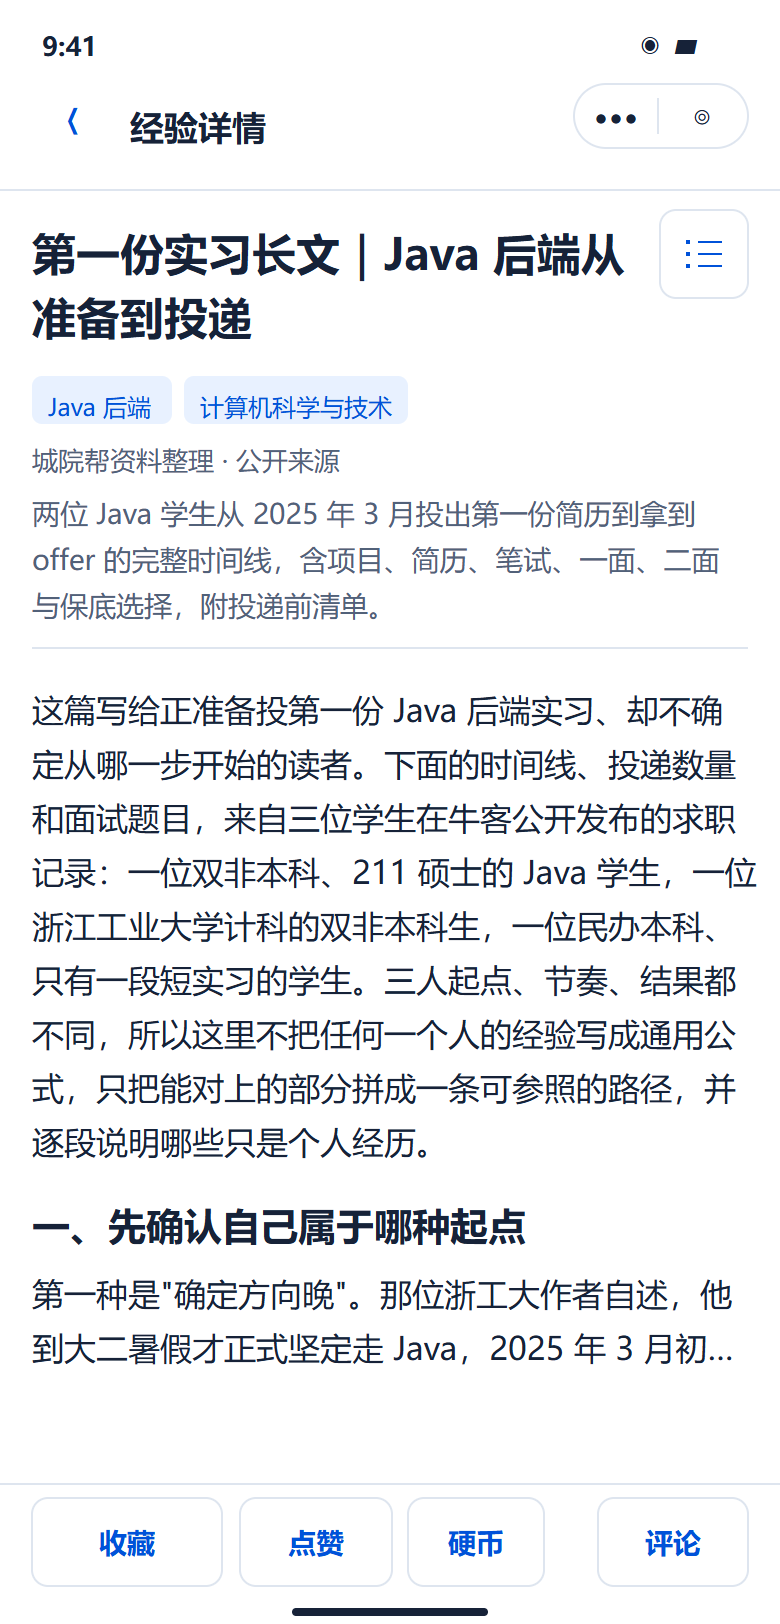 9:41
经验详情
第一份实习长文｜Java 后端从
准备到投递
Java 后端
计算机科学与技术
城院帮资料整理 · 公开来源
两位 Java 学生从 2025 年 3 月投出第一份简历到拿到
offer 的完整时间线，含项目、简历、笔试、一面、二面
与保底选择，附投递前清单。
这篇写给正准备投第一份 Java 后端实习、却不确
定从哪一步开始的读者。下面的时间线、投递数量
和面试题目，来自三位学生在牛客公开发布的求职
记录：一位双非本科、211 硕士的 Java 学生，一位
浙江工业大学计科的双非本科生，一位民办本科、
只有一段短实习的学生。三人起点、节奏、结果都
不同，所以这里不把任何一个人的经验写成通用公
式，只把能对上的部分拼成一条可参照的路径，并
逐段说明哪些只是个人经历。
一、先确认自己属于哪种起点
第一种是"确定方向晚"。那位浙工大作者自述，他
到大二暑假才正式坚定走 Java，2025 年 3 月初...
收藏
点赞
硬币
评论